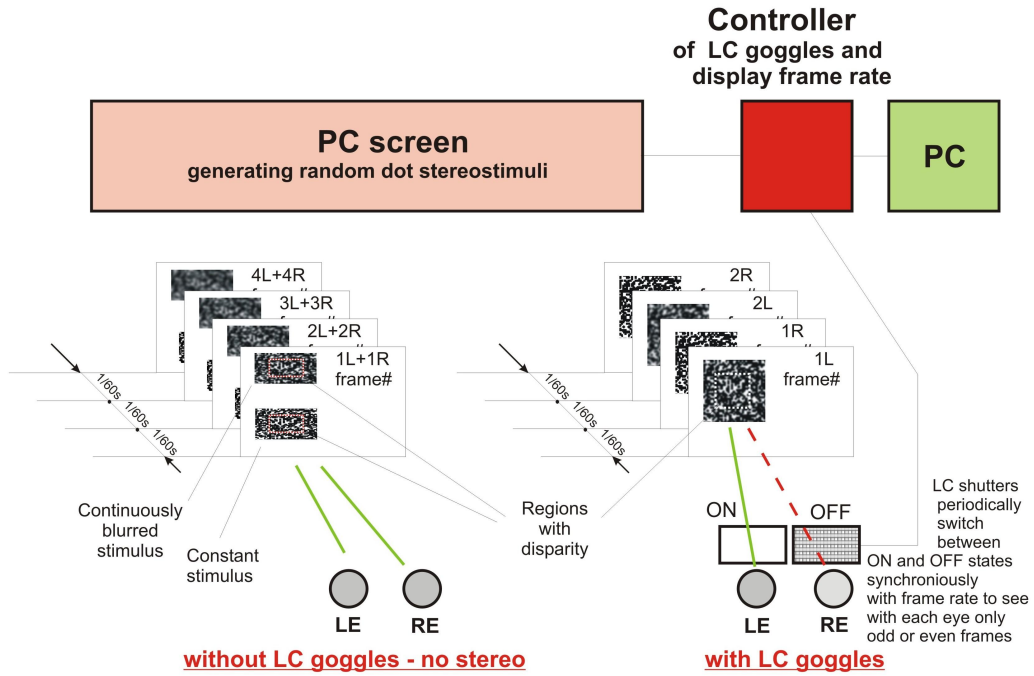 Controller
of LC goggles and
display frame rate
PC screen
generating random dot stereostimuli
PC
4L+4R
frame#
3L+3R
frame#
2L+2R
frame#
1L+1R
frame#
1/60s
1/60s
1/60s
2R
2L
1R
1L
frame#
1/60s
1/60s
1/60s
Continuously
blurred
stimulus
Constant
stimulus
Regions
with
disparity
ON
OFF
LC shutters
periodically
switch
between
ON and OFF states
synchroniously
with frame rate to see
with each eye only
odd or even frames
LE
RE
LE
RE
without LC goggles - no stereo
with LC goggles